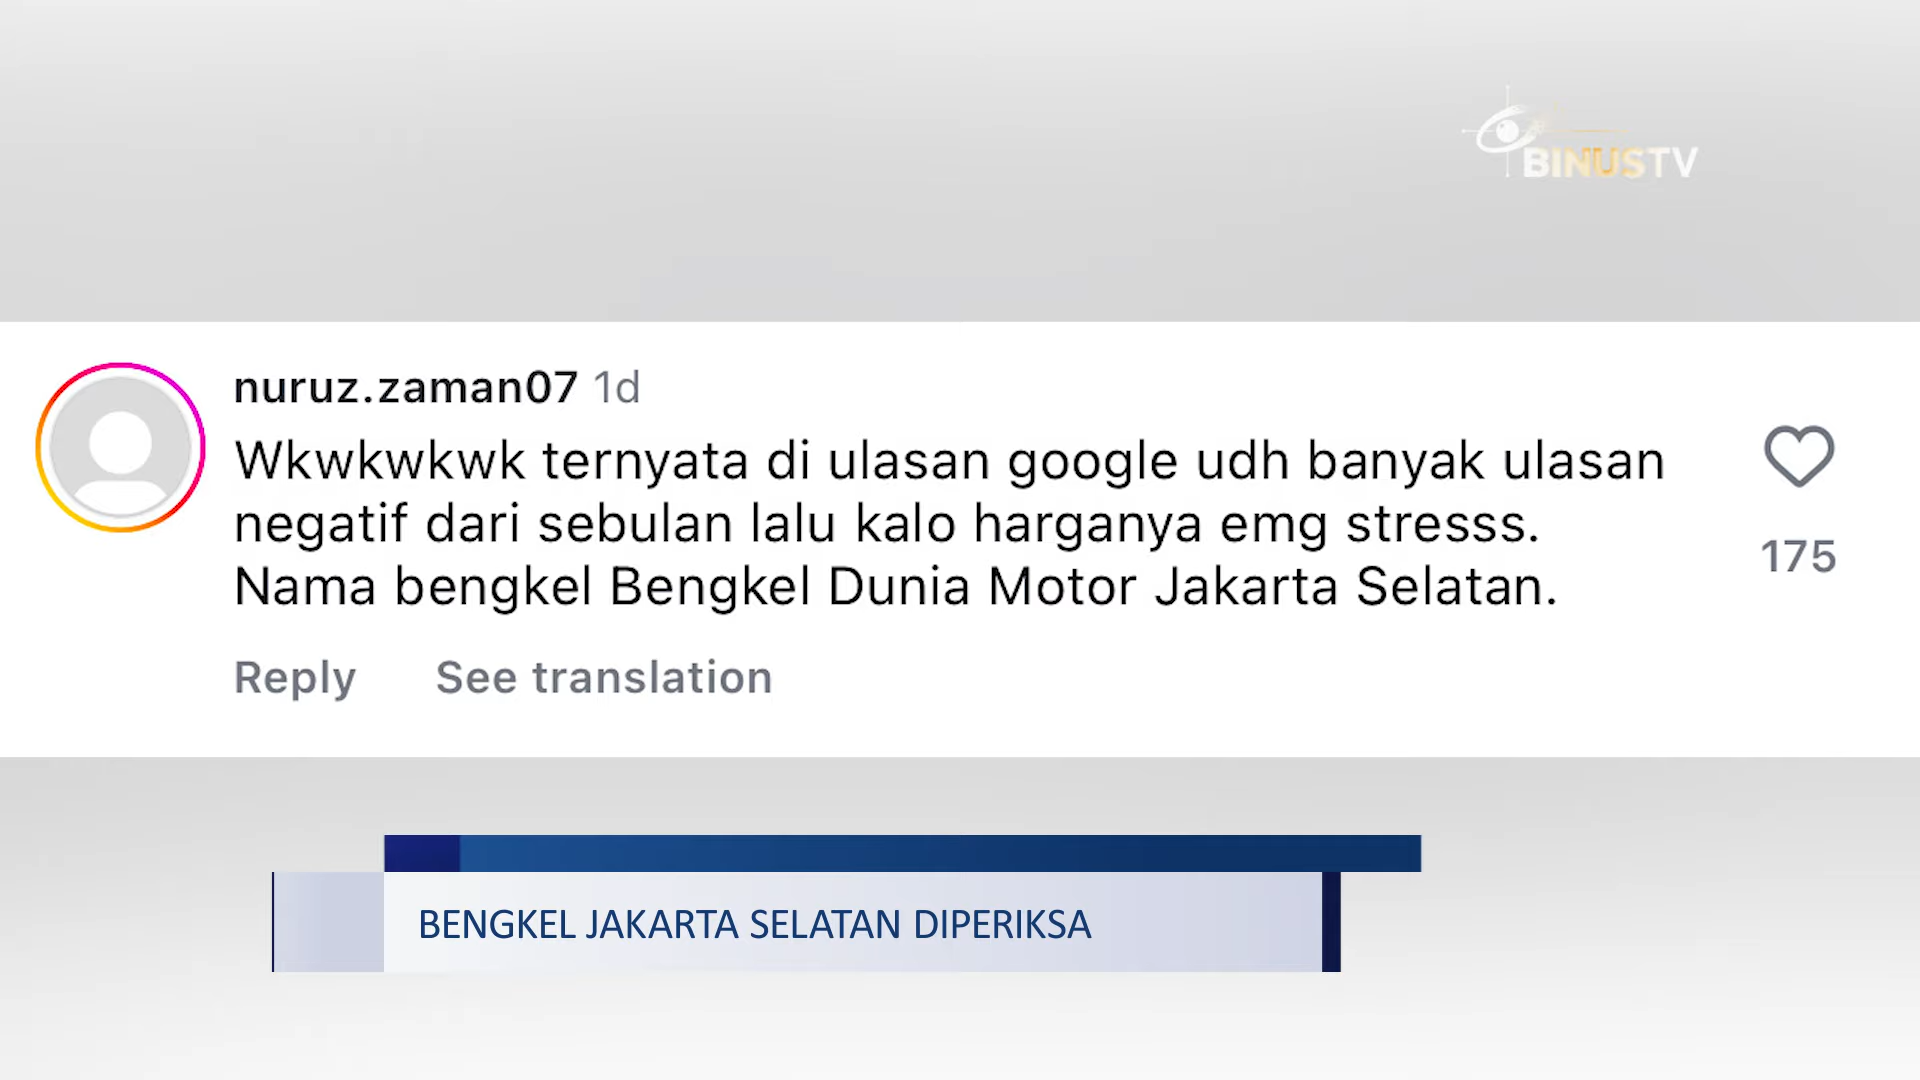 BINUSTV
nuruz.zaman07 1d
Wkwkwkwk ternyata di ulasan google udh banyak ulasan
negatif dari sebulan lalu kalo harganya emg stresss.
Nama bengkel Bengkel Dunia Motor Jakarta Selatan.
175
Reply See translation
BENGKEL JAKARTA SELATAN DIPERIKSA